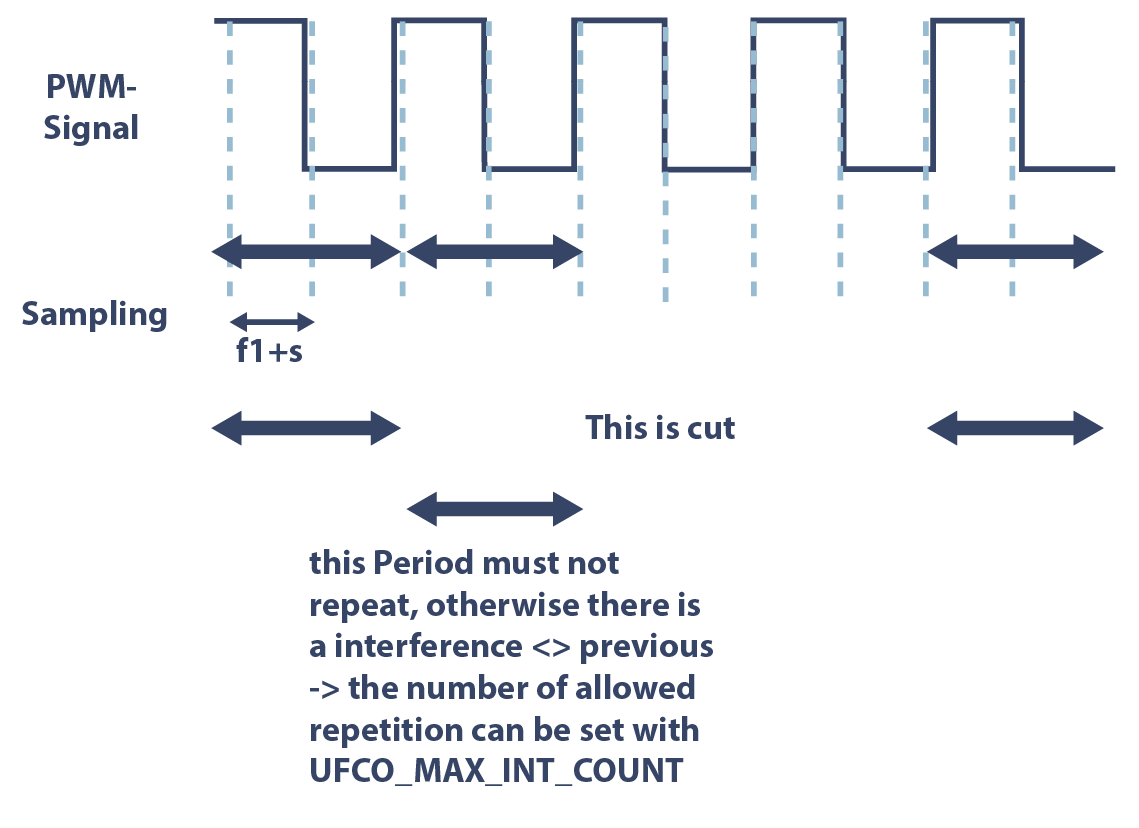 PWM-
Signal
Sampling
f1+s
This is cut
this Period must not
repeat, otherwise there is
a interference <> previous
-> the number of allowed
repetition can be set with
UFCO_MAX_INT_COUNT